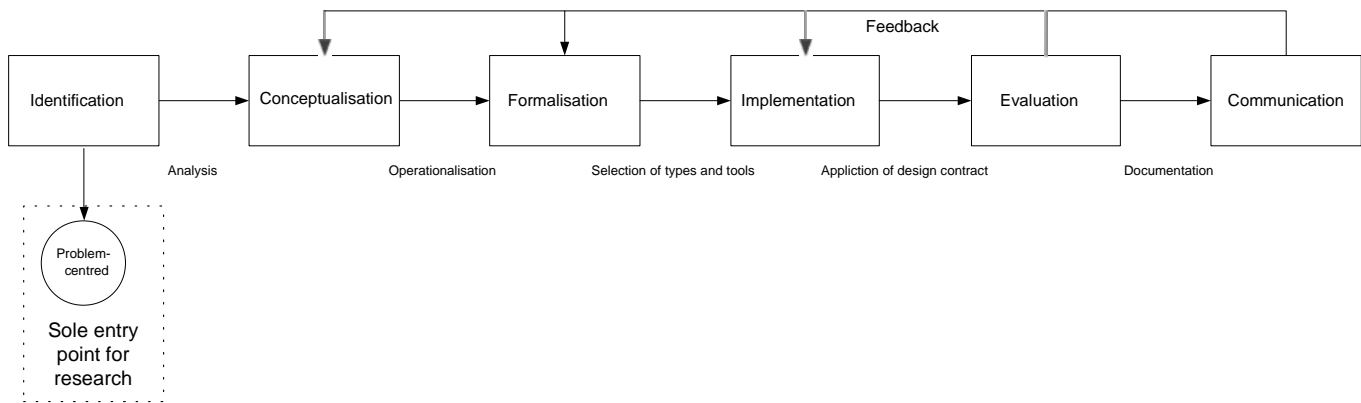 Feedback
Identification
Conceptualisation
Formalisation
Implementation
Evaluation
Communication
Analysis
Operationalisation
Selection of types and tools
Appliction of design contract
Documentation
Problem-
centred
Sole entry
point for
research